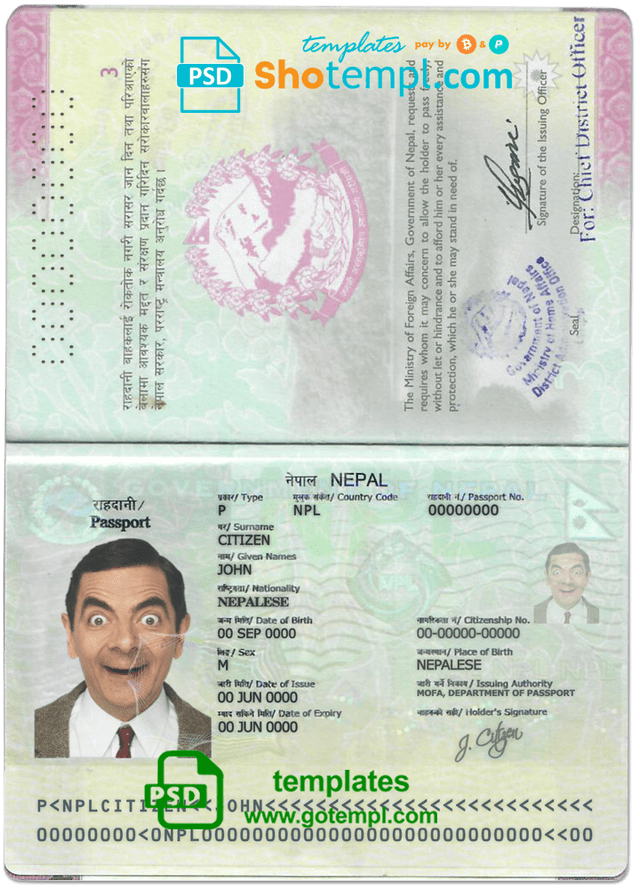 templates pay by B & P
PSD Shotempl.com
3
राहदानी बाहकलाई रोकतोक नगरी सरासर जान दिन तथा परिआएको
बेलामा आवश्यक मद्दत र संरक्षण प्रदान गरिदिन सरोकारवालाहरुसंग
नेपाल सरकार, परराष्ट्र मन्त्रालय अनुरोध गर्दछ।
The Ministry of Foreign Affairs, Government of Nepal, requests and
requires whom it may concern to allow the holder to pass freely,
without let or hindrance and to afford him or her every assistance and
protection, which he or she may stand in need of.
Signature of the Issuing Officer
Designation:
For: Chief District Officer
Seal
Government of Nepal
Ministry of Home Affairs
District Office
GOVERNMENT OF NEPAL
नेपाल NEPAL
राहदानी/
Passport
प्रकार/ Type
मुलुक संकेत/ Country Code
राहदानी नं./ Passport No.
P
NPL
00000000
थर/ Surname
CITIZEN
नाम/ Given Names
JOHN
राष्ट्रियता/ Nationality
NEPALESE
जन्म मिति/ Date of Birth
नागरिकता नं/ Citizenship No.
00 SEP 0000
00-00-00000-00000
लिङ्ग/ Sex
जन्मस्थान/ Place of Birth
M
NEPALESE
जारी मिति/ Date of Issue
जारी गर्ने निकाय/ Issuing Authority
00 JUN 0000
MOFA, DEPARTMENT OF PASSPORT
म्याद सकिने मिति/ Date of Expiry
वाहकको सही/ Holder's Signature
00 JUN 0000
J. Citizen
PSD templates
www.gotempl.com
P<NPLCITIZEN<<JOHN<<<<<<<<<<<<<<<<<<<<<<<<<<
00000000<0NPL00000000000000000000000000000<<00